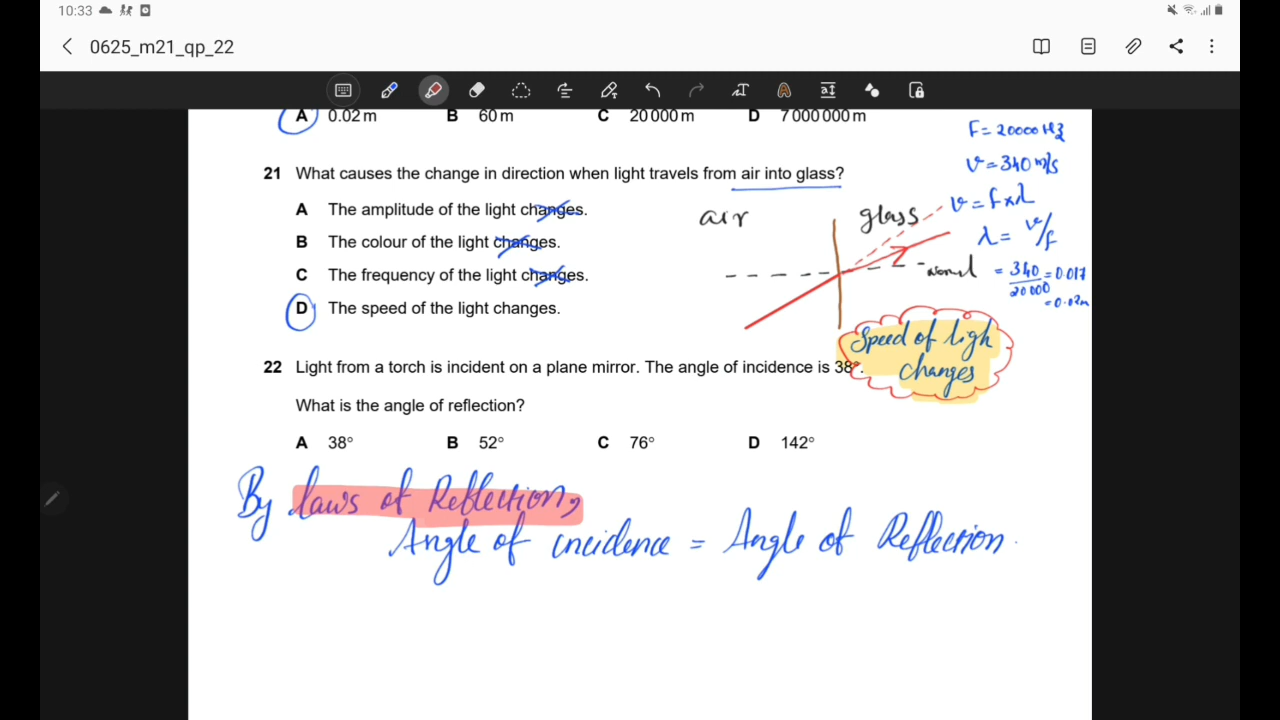 10:33
0625_m21_qp_22
A 0.02 m B 60 m C 20 000 m D 7 000 000 m
F = 20000 Hz
v = 340 m/s
v = f x λ
λ = v/f
= 340/20000 = 0.017
= 0.02m
21 What causes the change in direction when light travels from air into glass?
A The amplitude of the light changes.
B The colour of the light changes.
C The frequency of the light changes.
D The speed of the light changes.
air glass
normal
Speed of ligh
changes
22 Light from a torch is incident on a plane mirror. The angle of incidence is 38°.
What is the angle of reflection?
A 38° B 52° C 76° D 142°
By laws of Reflection,
Angle of incidence = Angle of Reflection.